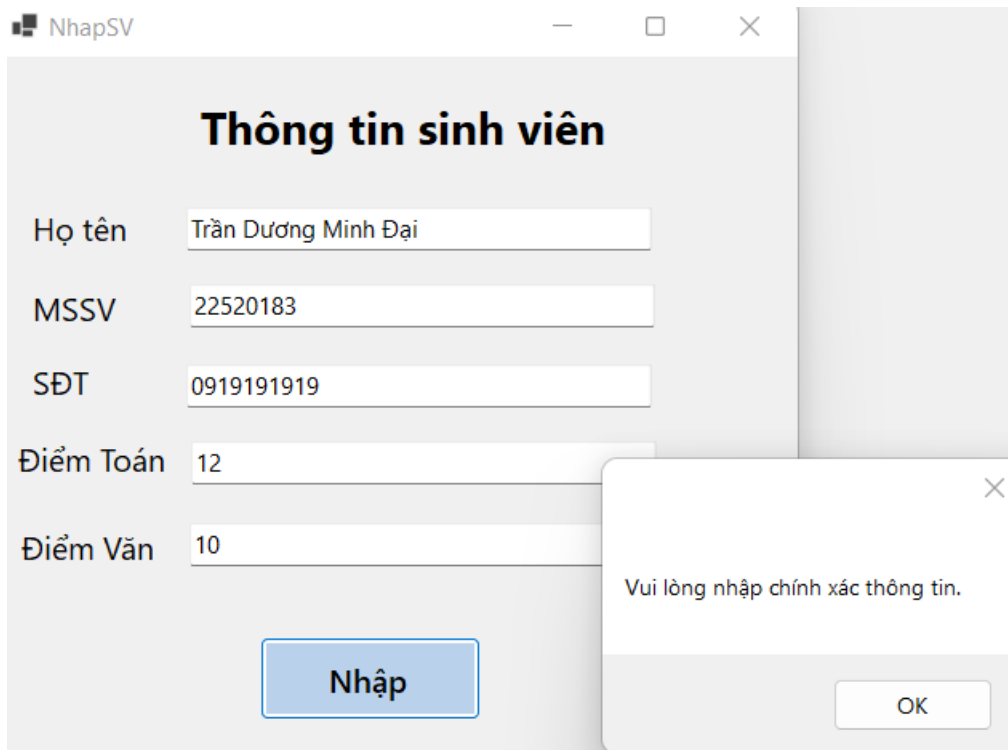 NhapSV
Thông tin sinh viên
Họ tên
Trần Dương Minh Đại
MSSV
22520183
SĐT
0919191919
Điểm Toán
12
Điểm Văn
10
Nhập
Vui lòng nhập chính xác thông tin.
OK